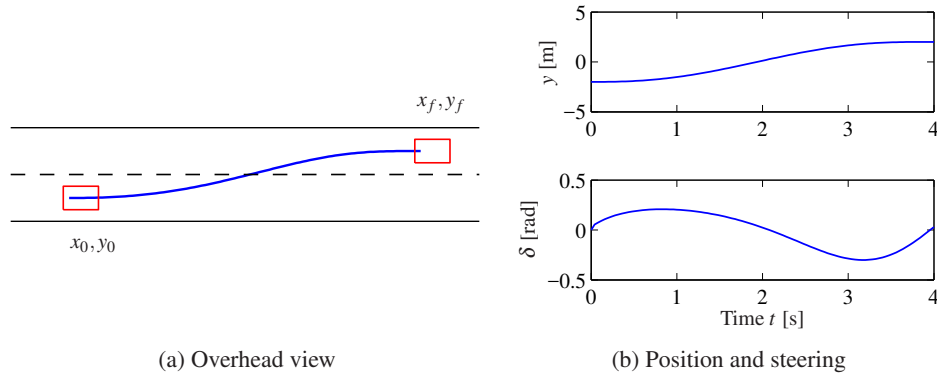 x_f, y_f
x_0, y_0
(a) Overhead view
5
0
−5
y [m]
0 1 2 3 4
0.5
0
−0.5
δ [rad]
0 1 2 3 4
Time t [s]
(b) Position and steering